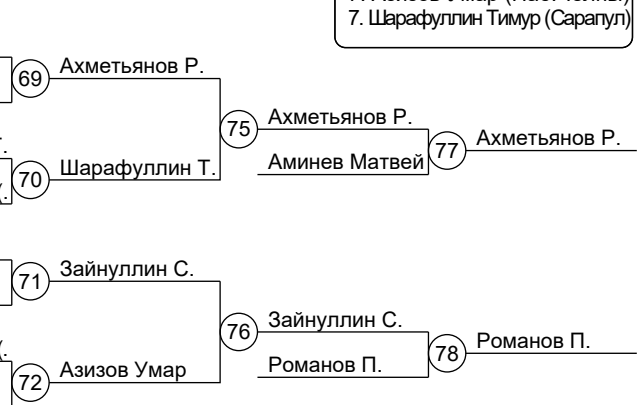 7. Шарафуллин Тимур (Сарапул)
69 Ахметьянов Р.
75 Ахметьянов Р.
70 Шарафуллин Т.
Аминев Матвей
77 Ахметьянов Р.
71 Зайнуллин С.
76 Зайнуллин С.
72 Азизов Умар
Романов П.
78 Романов П.